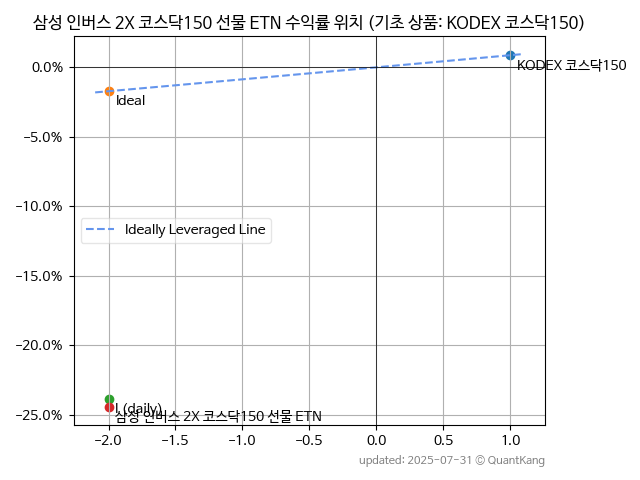 삼성 인버스 2X 코스닥150 선물 ETN 수익률 위치 (기초 상품: KODEX 코스닥150)
0.0%
KODEX 코스닥150
Ideal
−5.0%
−10.0%
Ideally Leveraged Line
−15.0%
−20.0%
(daily)
−25.0%
삼성 인버스 2X 코스닥150 선물 ETN
−2.0
−1.5
−1.0
−0.5
0.0
0.5
1.0
updated: 2025-07-31 © QuantKang